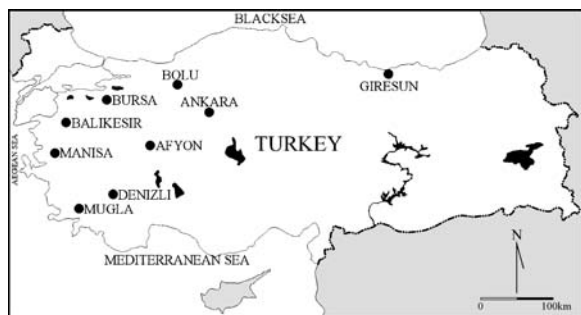 BLACKSEA
BOLU
GIRESUN
BURSA
ANKARA
BALIKESIR
TURKEY
AFYON
MANISA
AEGEAN SEA
DENIZLI
MUGLA
N
MEDITERRANEAN SEA
0 100km